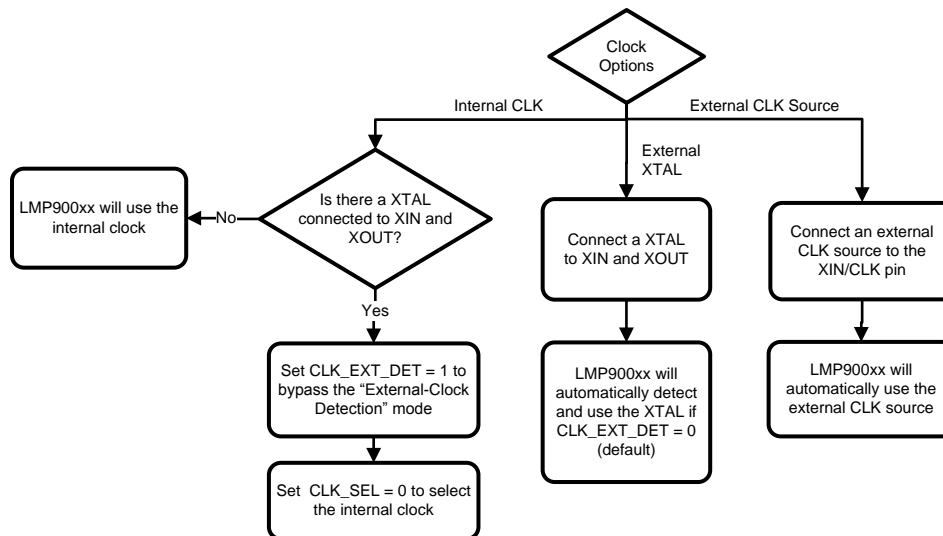 Clock
Options
Internal CLK
External CLK Source
External
XTAL
LMP900xx will use the
internal clock
No
Is there a XTAL
connected to XIN and
XOUT?
Connect a XTAL
to XIN and XOUT
Connect an external
CLK source to the
XIN/CLK pin
Yes
Set CLK_EXT_DET = 1 to
bypass the “External-Clock
Detection” mode
LMP900xx will
automatically detect
and use the XTAL if
CLK_EXT_DET = 0
(default)
LMP900xx will
automatically use the
external CLK source
Set CLK_SEL = 0 to select
the internal clock